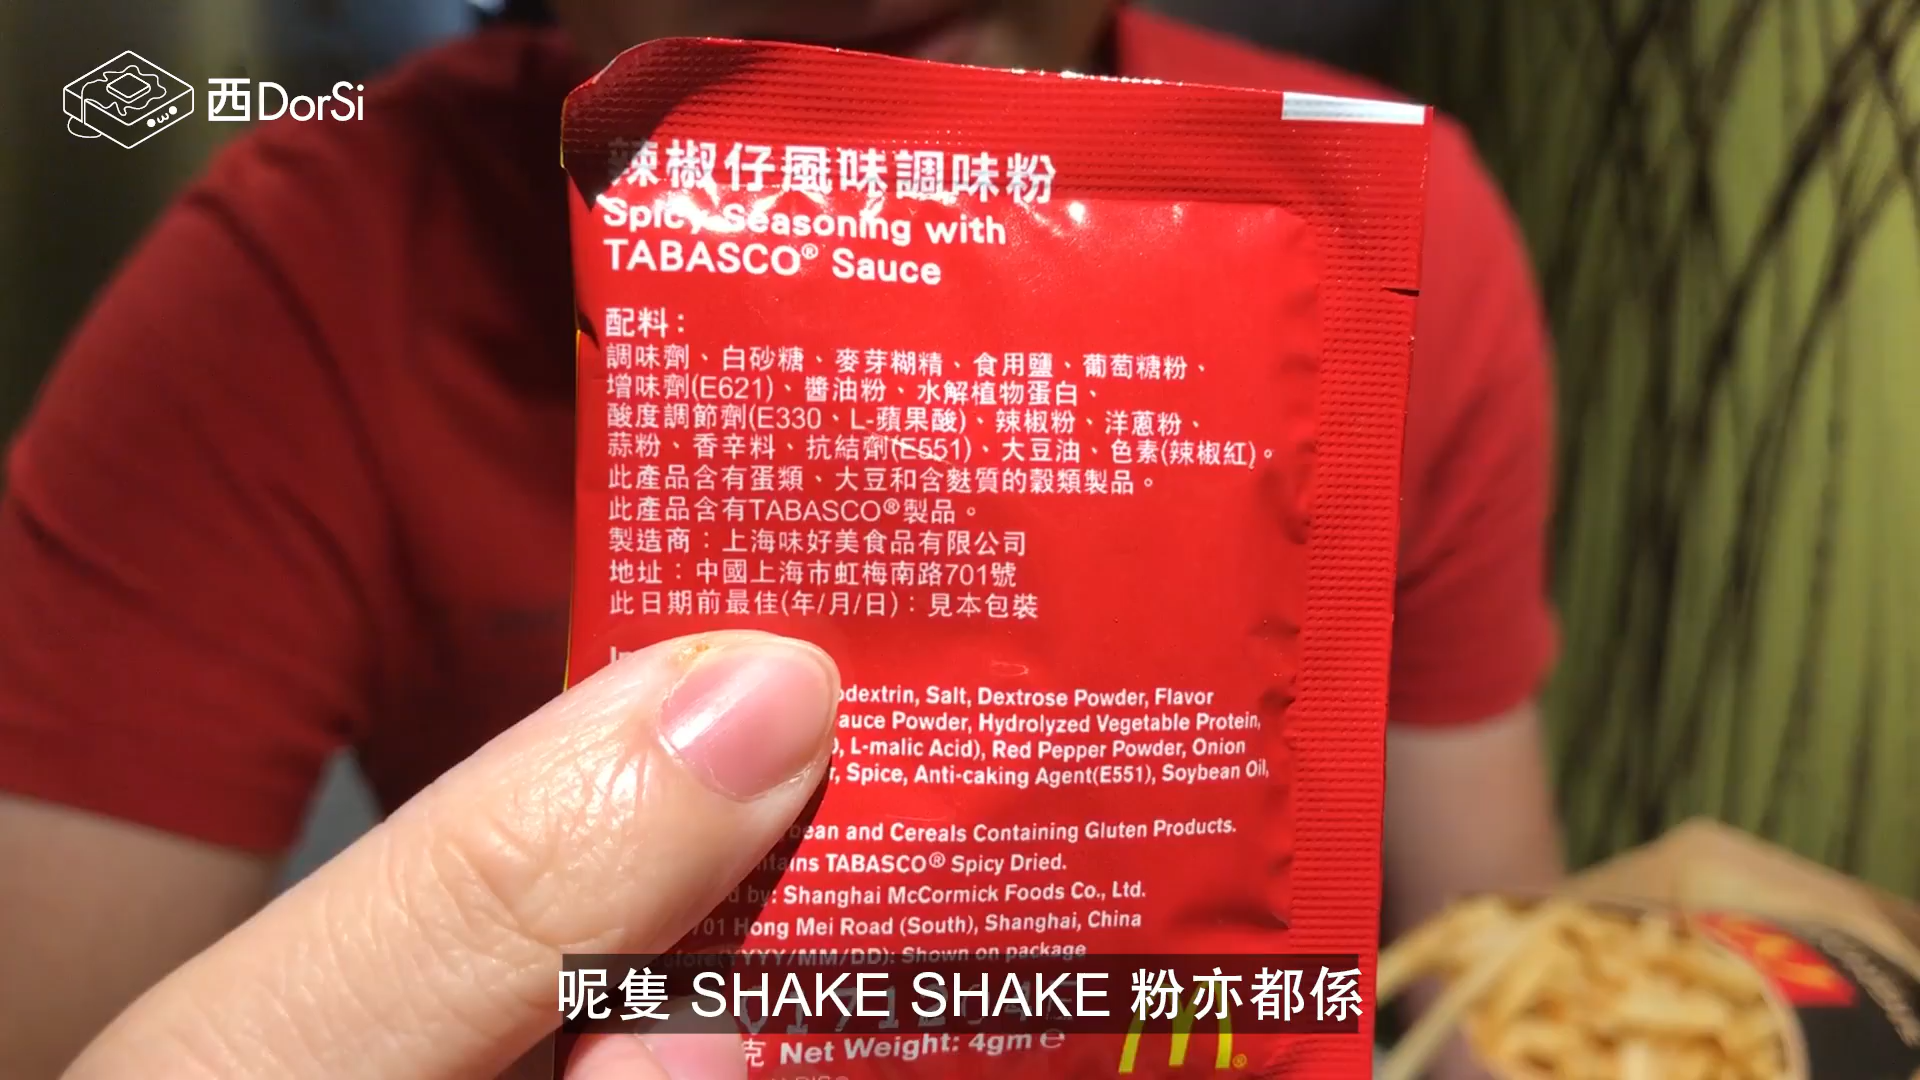 西DorSi
辣椒仔風味調味粉
Spicy Seasoning with
TABASCO® Sauce
配料：
調味劑、白砂糖、麥芽糊精、食用鹽、葡萄糖粉、
增味劑(E621)、醬油粉、水解植物蛋白、
酸度調節劑(E330、L-蘋果酸)、辣椒粉、洋蔥粉、
蒜粉、香辛料、抗結劑(E551)、大豆油、色素(辣椒紅)。
此產品含有蛋類、大豆和含麩質的穀類製品。
此產品含有TABASCO®製品。
製造商：上海味好美食品有限公司
地址：中國上海市虹梅南路701號
此日期前最佳(年/月/日)：見本包裝
Salt, Dextrose Powder, Flavor
Powder, Hydrolyzed Vegetable Protein,
L-malic Acid), Red Pepper Powder, Onion
Spice, Anti-caking Agent(E551), Soybean Oil,
and Cereals Containing Gluten Products.
TABASCO® Spicy Dried.
by: Shanghai McCormick Foods Co., Ltd.
Hong Mei Road (South), Shanghai, China
(YYYY/MM/DD): Shown on package
呢隻 SHAKE SHAKE 粉亦都係
克 Net Weight: 4gm ℮